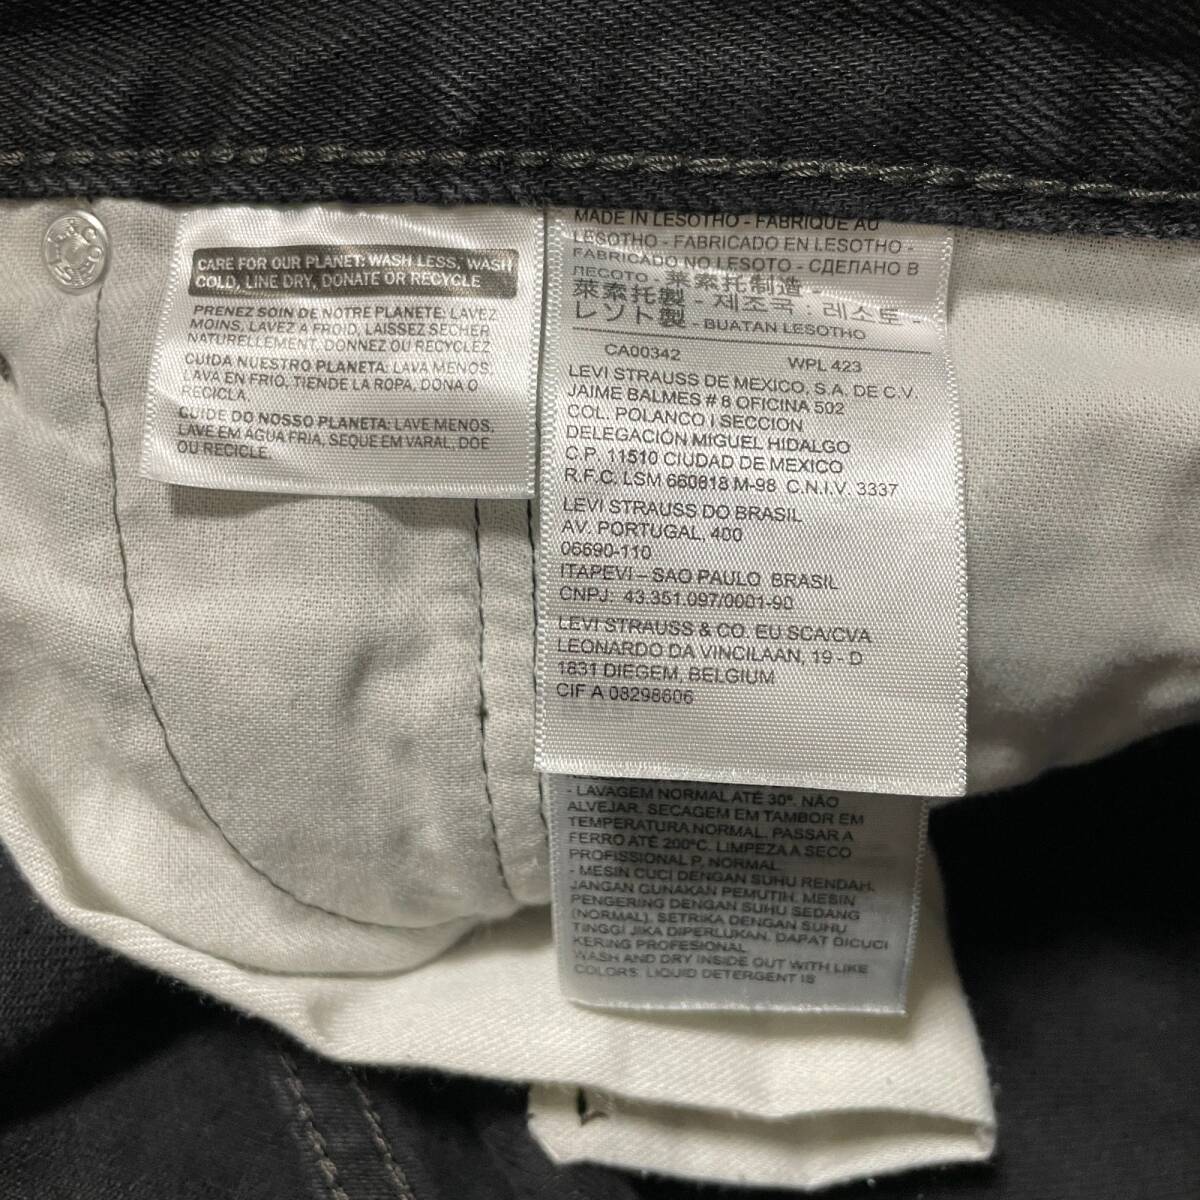 CARE FOR OUR PLANET: WASH LESS, WASH
COLD, LINE DRY, DONATE OR RECYCLE
PRENEZ SOIN DE NOTRE PLANETE: LAVEZ
MOINS, LAVEZ A FROID, LAISSEZ SECHER
NATURELLEMENT, DONNEZ OU RECYCLEZ
CUIDA NUESTRO PLANETA: LAVA MENOS,
LAVA EN FRIO, TIENDE LA ROPA, DONA O
RECICLA.
CUIDE DO NOSSO PLANETA: LAVE MENOS,
LAVE EM ÁGUA FRIA, SEQUE EM VARAL, DOE
OU RECICLE.
MADE IN LESOTHO - FABRIQUE AU
LESOTHO - FABRICADO EN LESOTHO -
FABRICADO NO LESOTO - СДЕЛАНО В
ЛЕСОТО - 莱索托制造 -
萊索托製 - 제조국 : 레소토 -
レソト製 - BUATAN LESOTHO
CA00342 WPL 423
LEVI STRAUSS DE MEXICO, S.A. DE C.V.
JAIME BALMES # 8 OFICINA 502
COL. POLANCO I SECCION
DELEGACIÓN MIGUEL HIDALGO
C.P. 11510 CIUDAD DE MEXICO
R.F.C. LSM 660818 M-98 C.N.I.V. 3337
LEVI STRAUSS DO BRASIL
AV. PORTUGAL, 400
06690-110
ITAPEVI – SAO PAULO BRASIL
CNPJ: 43.351.097/0001-90
LEVI STRAUSS & CO. EU SCA/CVA
LEONARDO DA VINCILAAN, 19 - D
1831 DIEGEM, BELGIUM
CIF A 08298606
- LAVAGEM NORMAL ATÉ 30°. NÃO
ALVEJAR. SECAGEM EM TAMBOR EM
TEMPERATURA NORMAL. PASSAR A
FERRO ATÉ 200°C. LIMPEZA A SECO
PROFISSIONAL P, NORMAL.
- MESIN CUCI DENGAN SUHU RENDAH.
JANGAN GUNAKAN PEMUTIH. MESIN
PENGERING DENGAN SUHU SEDANG
(NORMAL). SETRIKA DENGAN SUHU
TINGGI JIKA DIPERLUKAN. DAPAT DICUCI
KERING PROFESIONAL
WASH AND DRY INSIDE OUT WITH LIKE
COLORS; LIQUID DETERGENT IS